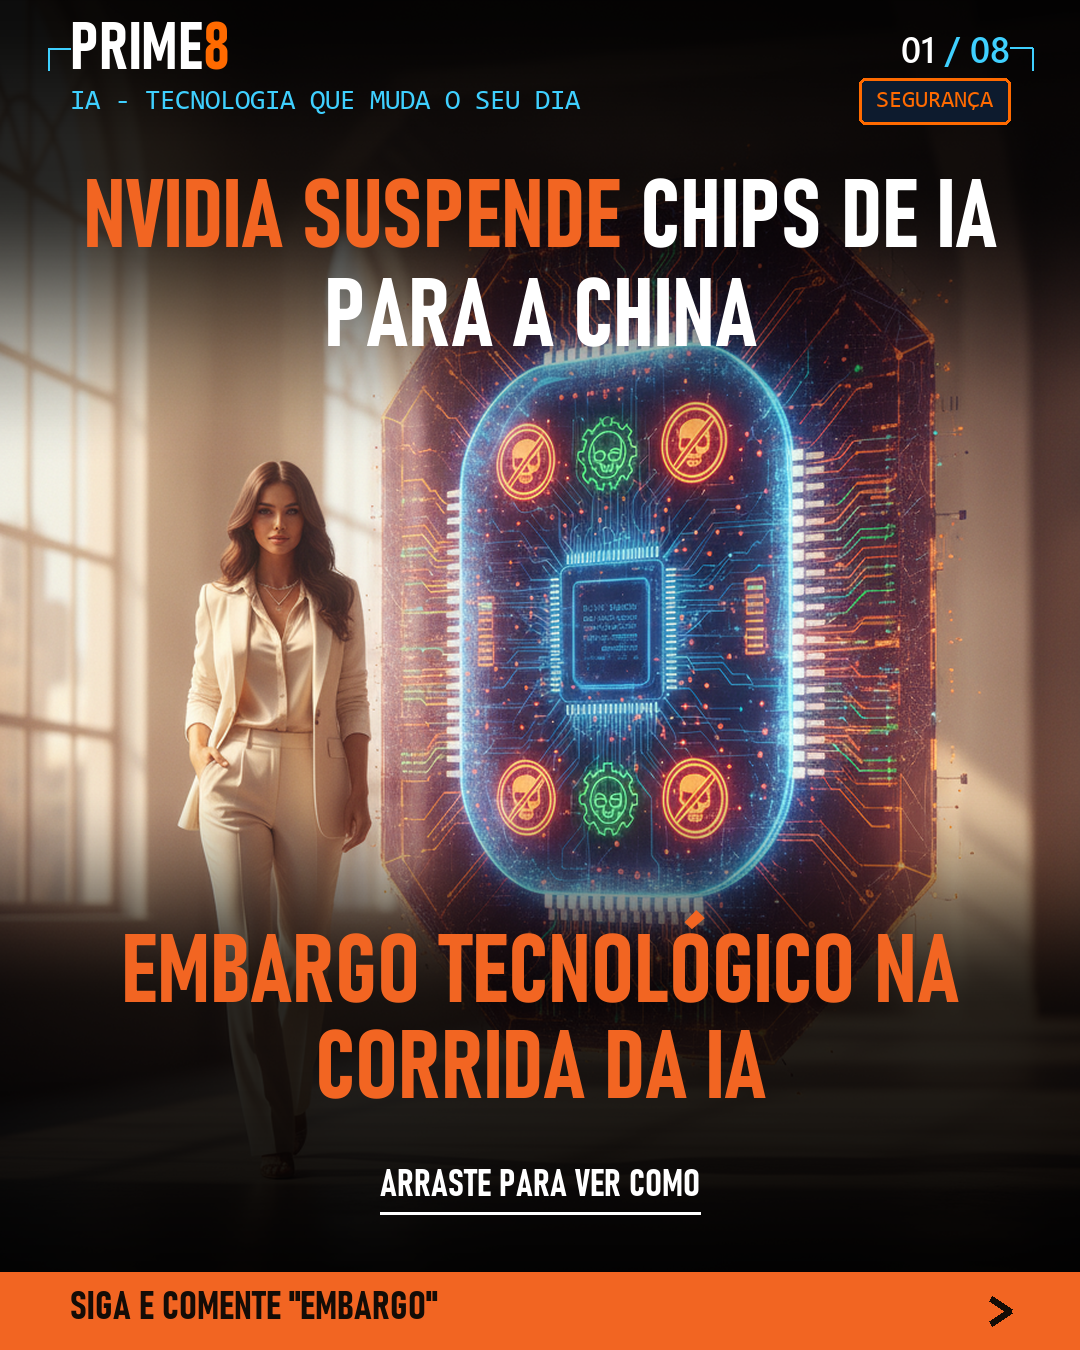 PRIME8
01 / 08
IA - TECNOLOGIA QUE MUDA O SEU DIA
SEGURANÇA
NVIDIA SUSPENDE CHIPS DE IA
PARA A CHINA
EMBARGO TECNOLÓGICO NA
CORRIDA DA IA
ARRASTE PARA VER COMO
SIGA E COMENTE "EMBARGO"